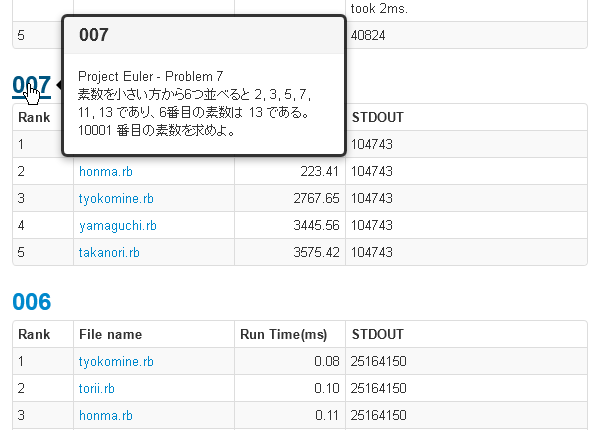 took 2ms.
5 40824
007
007
Project Euler - Problem 7
素数を小さい方から6つ並べると 2, 3, 5, 7,
11, 13 であり、6番目の素数は 13 である。
10001 番目の素数を求めよ。
Rank STDOUT
1 104743
2 honma.rb 223.41 104743
3 tyokomine.rb 2767.65 104743
4 yamaguchi.rb 3445.56 104743
5 takanori.rb 3575.42 104743
006
Rank File name Run Time(ms) STDOUT
1 tyokomine.rb 0.08 25164150
2 torii.rb 0.10 25164150
3 honma.rb 0.11 25164150